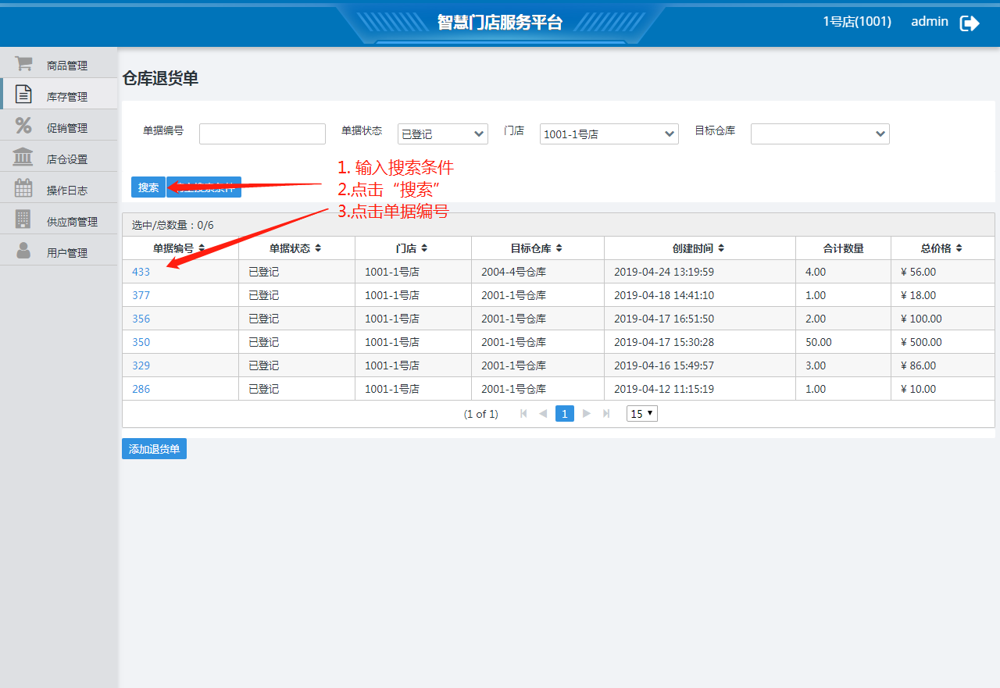 智慧门店服务平台
1号店(1001) admin
商品管理
库存管理
促销管理
店仓设置
操作日志
供应商管理
用户管理
仓库退货单
单据编号 单据状态 已登记 门店 1001-1号店 目标仓库
1. 输入搜索条件
搜索
2.点击“搜索”
3.点击单据编号
选中/总数量：0/6
单据编号 单据状态 门店 目标仓库 创建时间 合计数量 总价格
433 已登记 1001-1号店 2004-4号仓库 2019-04-24 13:19:59 4.00 ¥ 56.00
377 已登记 1001-1号店 2001-1号仓库 2019-04-18 14:41:10 1.00 ¥ 18.00
356 已登记 1001-1号店 2001-1号仓库 2019-04-17 16:51:50 2.00 ¥ 100.00
350 已登记 1001-1号店 2001-1号仓库 2019-04-17 15:30:28 50.00 ¥ 500.00
329 已登记 1001-1号店 2001-1号仓库 2019-04-16 15:49:57 3.00 ¥ 86.00
286 已登记 1001-1号店 2001-1号仓库 2019-04-12 11:15:19 1.00 ¥ 10.00
(1 of 1) 1 15
添加退货单